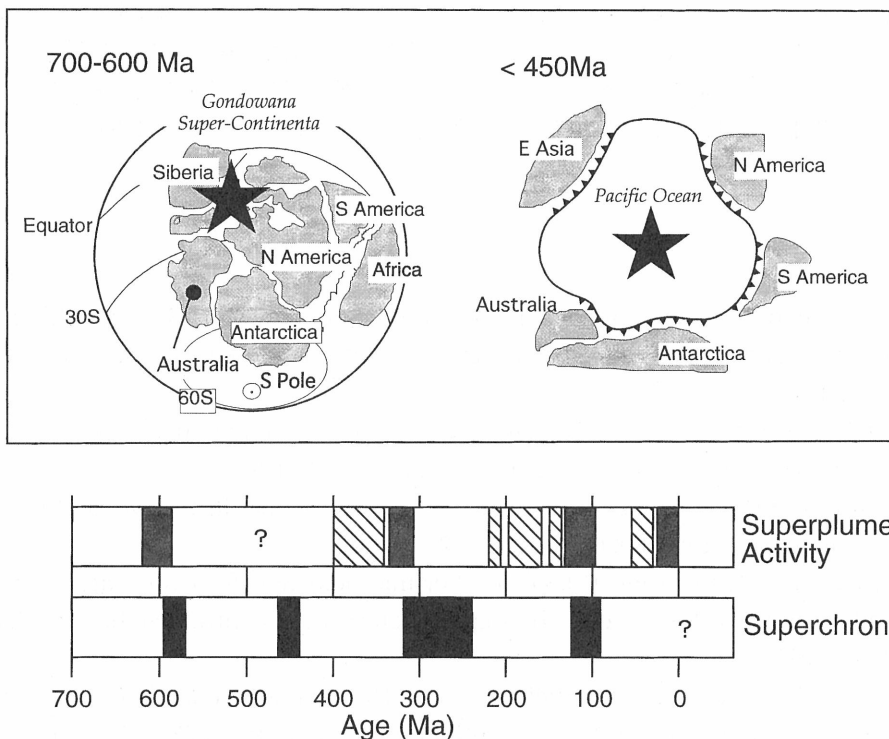 700-600 Ma
< 450Ma
Gondowana
Super-Continenta
Siberia
Equator
S America
N America
Africa
30S
Antarctica
Australia
S Pole
60S
E Asia
N America
Pacific Ocean
S America
Australia
Antarctica
?
Superplume
Activity
?
Superchron
700
600
500
400
300
200
100
0
Age (Ma)